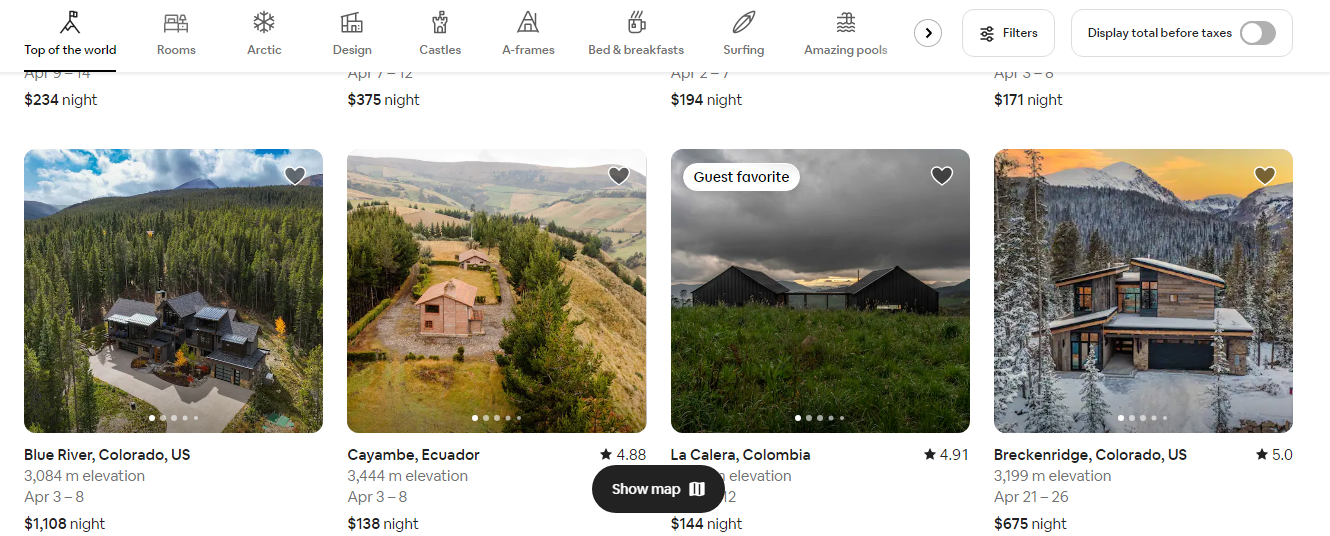 Top of the world
Rooms
Arctic
Design
Castles
A-frames
Bed & breakfasts
Surfing
Amazing pools
Filters
Display total before taxes
Apr 9 – 14
Apr 7 – 12
Apr 2 – 7
Apr 3 – 8
$234 night
$375 night
$194 night
$171 night
Guest favorite
Blue River, Colorado, US
3,084 m elevation
Apr 3 – 8
$1,108 night
Cayambe, Ecuador ★ 4.88
3,444 m elevation
Apr 3 – 8
$138 night
La Calera, Colombia ★ 4.91
elevation
12
$144 night
Breckenridge, Colorado, US ★ 5.0
3,199 m elevation
Apr 21 – 26
$675 night
Show map